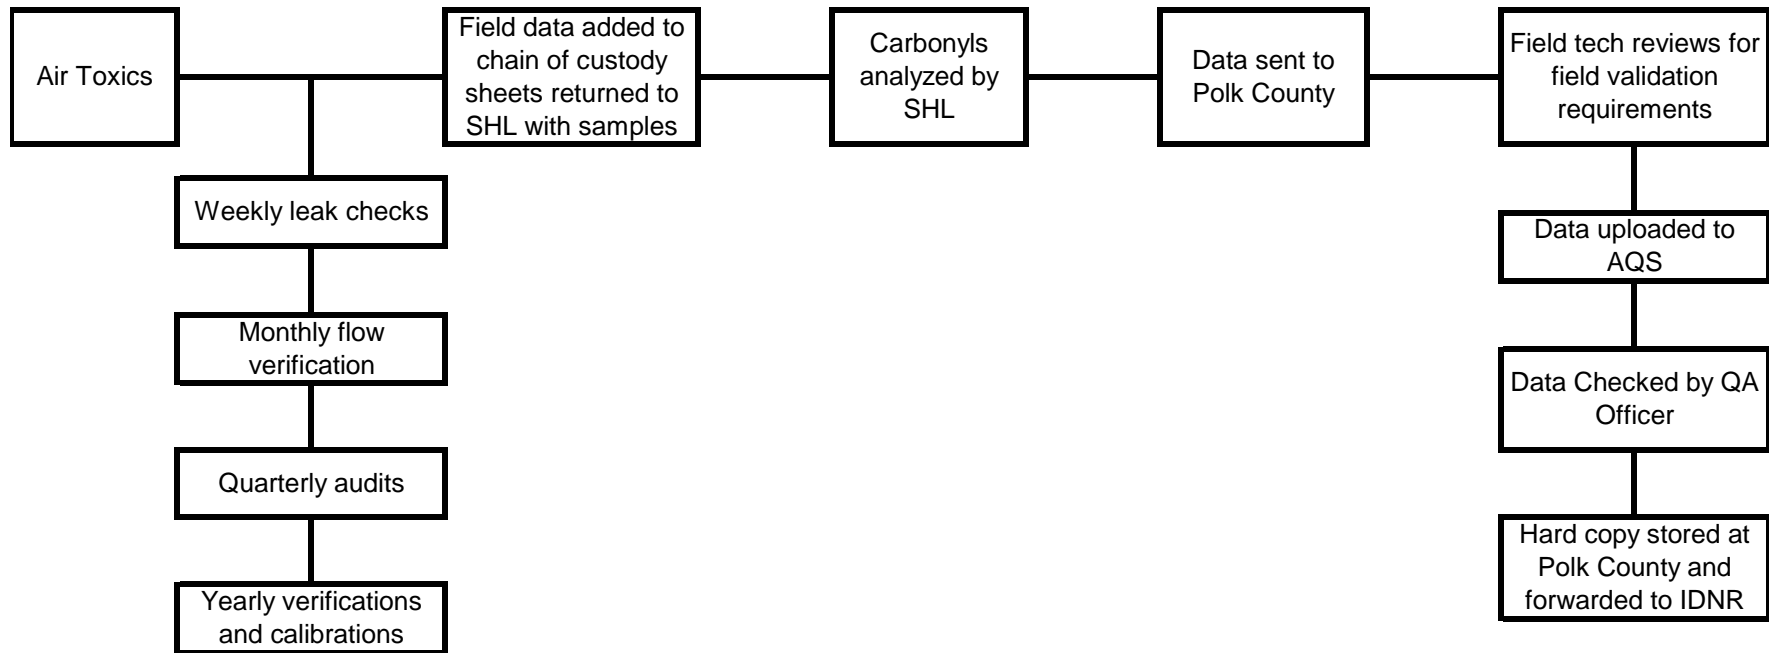 Air Toxics
Field data added to
chain of custody
sheets returned to
SHL with samples
Carbonyls
analyzed by
SHL
Data sent to
Polk County
Field tech reviews for
field validation
requirements
Weekly leak checks
Monthly flow
verification
Quarterly audits
Yearly verifications
and calibrations
Data uploaded to
AQS
Data Checked by QA
Officer
Hard copy stored at
Polk County and
forwarded to IDNR